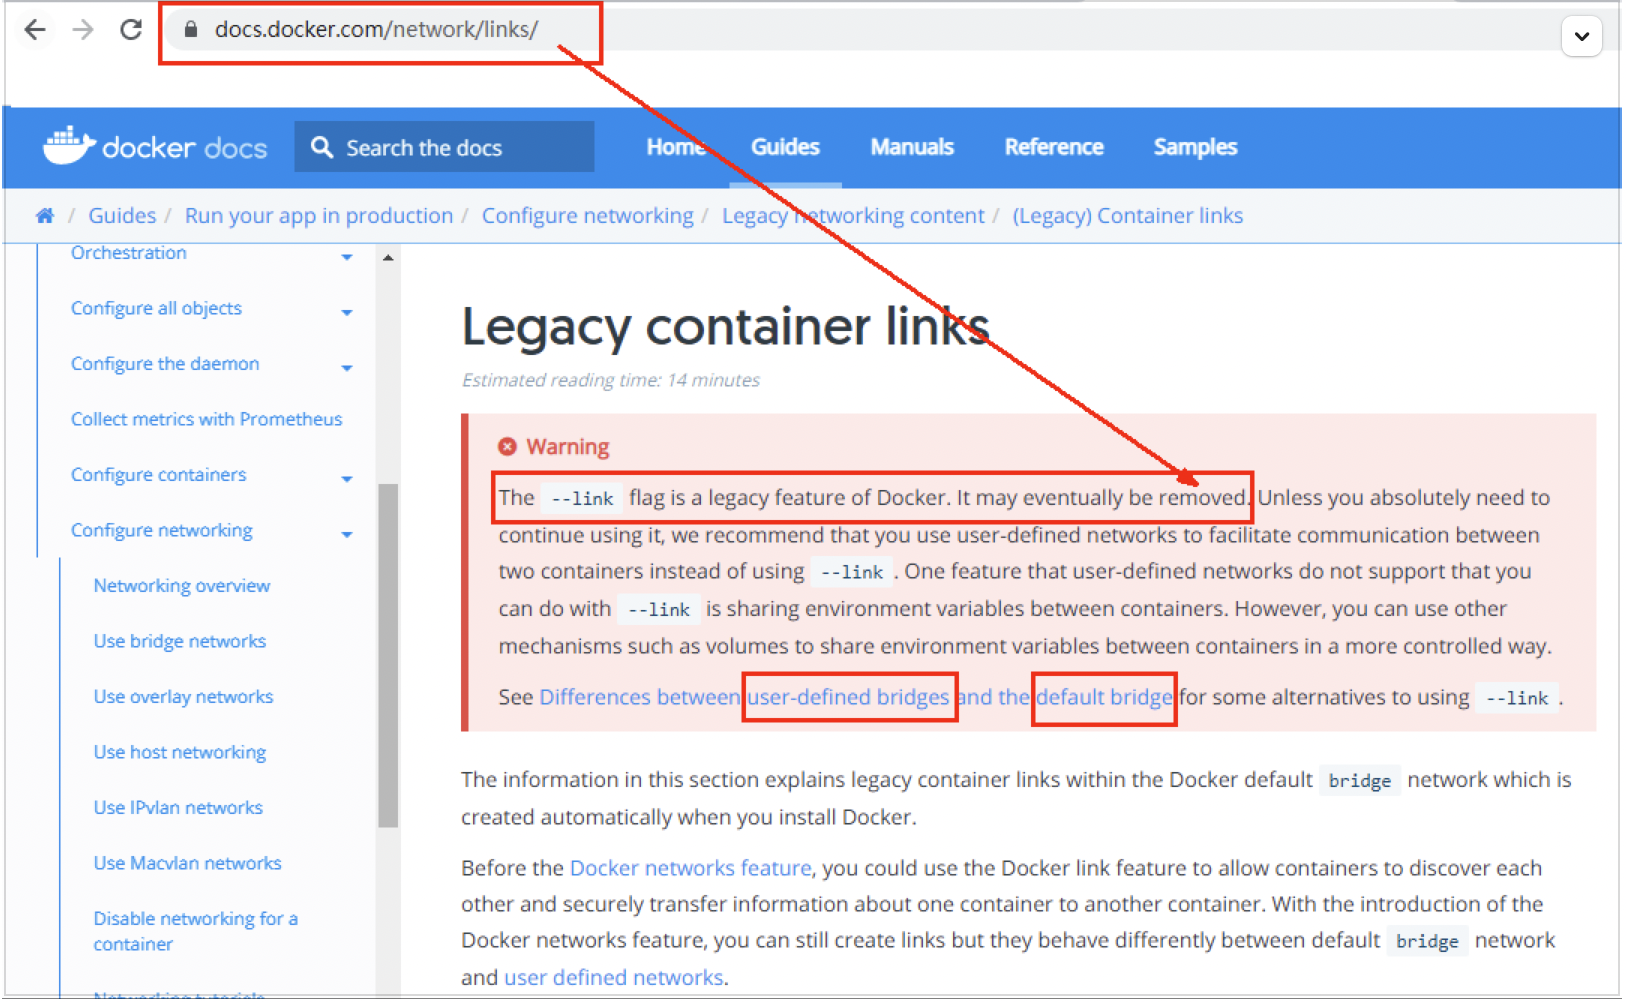 docs.docker.com/network/links/
docker docs
Search the docs
Home
Guides
Manuals
Reference
Samples
/ Guides / Run your app in production / Configure networking / Legacy networking content / (Legacy) Container links
Orchestration
Configure all objects
Configure the daemon
Collect metrics with Prometheus
Configure containers
Configure networking
Networking overview
Use bridge networks
Use overlay networks
Use host networking
Use IPvlan networks
Use Macvlan networks
Disable networking for a
container
Networking tutorials
Legacy container links
Estimated reading time: 14 minutes
Warning
The --link flag is a legacy feature of Docker. It may eventually be removed. Unless you absolutely need to
continue using it, we recommend that you use user-defined networks to facilitate communication between
two containers instead of using --link . One feature that user-defined networks do not support that you
can do with --link is sharing environment variables between containers. However, you can use other
mechanisms such as volumes to share environment variables between containers in a more controlled way.
See Differences between user-defined bridges and the default bridge for some alternatives to using --link .
The information in this section explains legacy container links within the Docker default bridge network which is
created automatically when you install Docker.
Before the Docker networks feature, you could use the Docker link feature to allow containers to discover each
other and securely transfer information about one container to another container. With the introduction of the
Docker networks feature, you can still create links but they behave differently between default bridge network
and user defined networks.